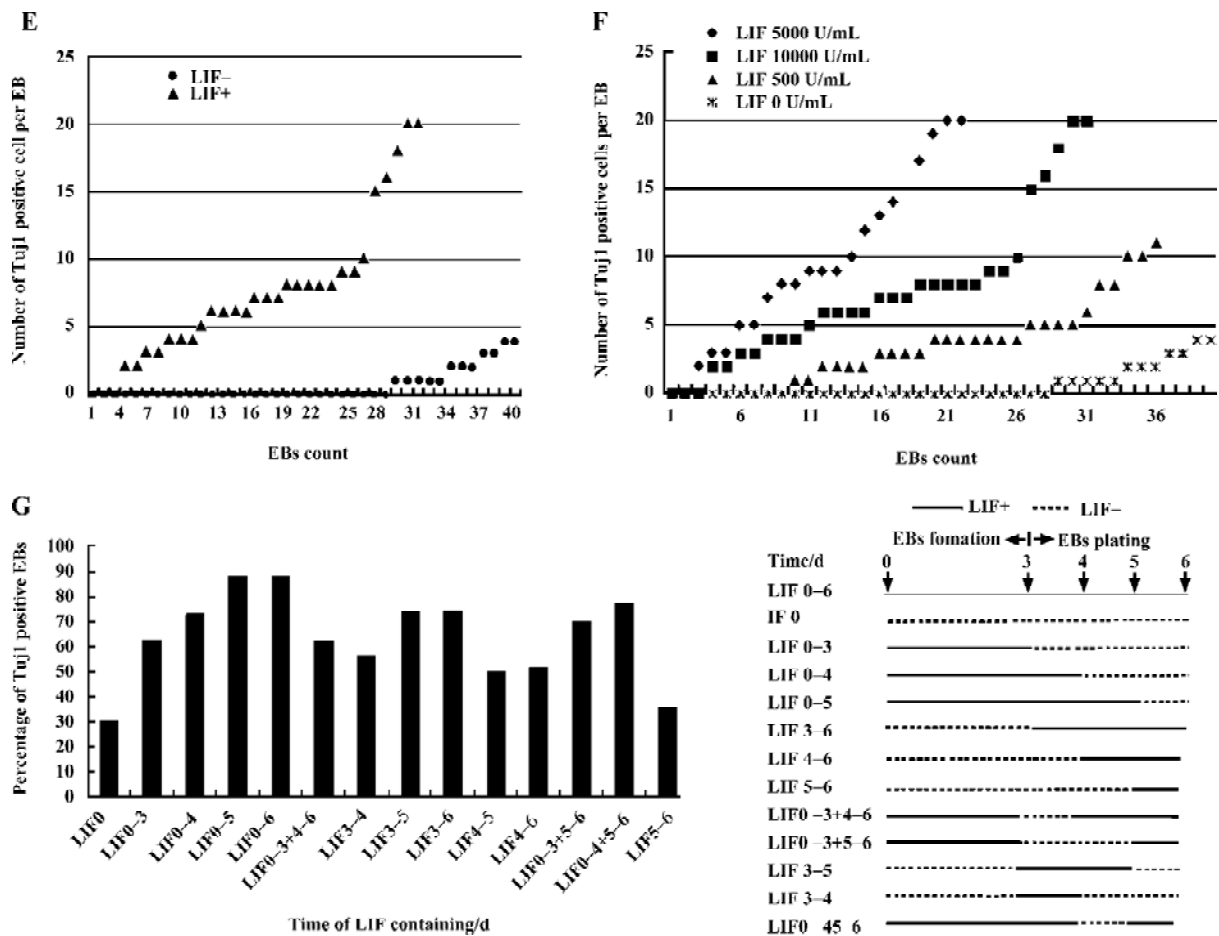 E
Number of Tuj1 positive cell per EB
25
20
15
10
5
0
LIF−
LIF+
1 4 7 10 13 16 19 22 25 28 31 34 37 40
EBs count
F
Number of Tuj1 positive cells per EB
25
20
15
10
5
0
LIF 5000 U/mL
LIF 10000 U/mL
LIF 500 U/mL
LIF 0 U/mL
1 6 11 16 21 26 31 36
EBs count
G
Percentage of Tuj1 positive EBs
100
90
80
70
60
50
40
30
20
10
0
LIF0
LIF0−3
LIF0−4
LIF0−5
LIF0−6
LIF0−3+4−6
LIF3−4
LIF3−5
LIF3−6
LIF4−5
LIF4−6
LIF0−3+5−6
LIF0−4+5−6
LIF5−6
Time of LIF containing/d
LIF+ LIF−
EBs fomation EBs plating
Time/d 0 3 4 5 6
LIF 0−6
IF 0
LIF 0−3
LIF 0−4
LIF 0−5
LIF 3−6
LIF 4−6
LIF 5−6
LIF0 −3+4−6
LIF0 −3+5−6
LIF 3−5
LIF 3−4
LIF0 45 6